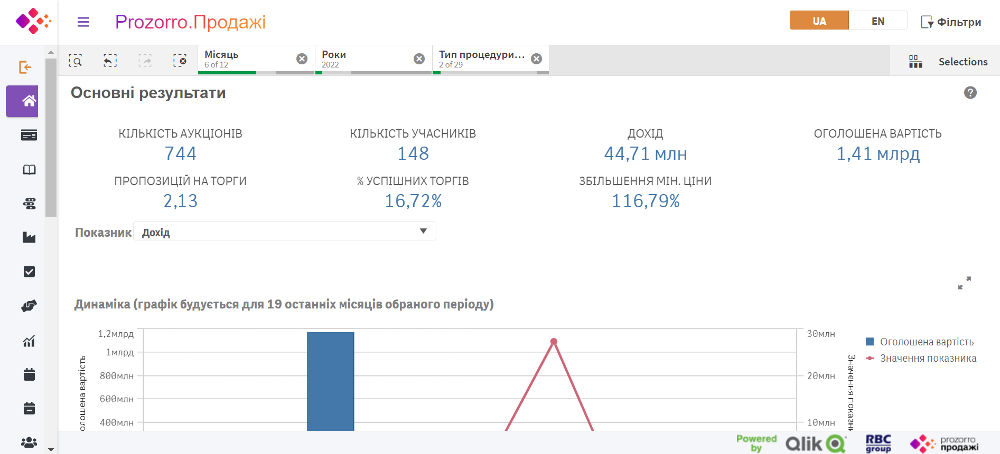 Prozorro.Продажі
UA
EN
Фільтри
Місяць
6 of 12
Роки
2022
Тип процедури...
2 of 29
Selections
Основні результати
?
КІЛЬКІСТЬ АУКЦІОНІВ
744
КІЛЬКІСТЬ УЧАСНИКІВ
148
ДОХІД
44,71 млн
ОГОЛОШЕНА ВАРТІСТЬ
1,41 млрд
ПРОПОЗИЦІЙ НА ТОРГИ
2,13
% УСПІШНИХ ТОРГІВ
16,72%
ЗБІЛЬШЕННЯ МІН. ЦІНИ
116,79%
Показник
Дохід
Динаміка (графік будується для 19 останніх місяців обраного періоду)
1,2млрд
1млрд
800млн
600млн
400млн
олошена вартість
30млн
20млн
10млн
Значення показни
Оголошена вартість
Значення показника
Powered
by
Qlik
RBC
group
prozorro
продажі